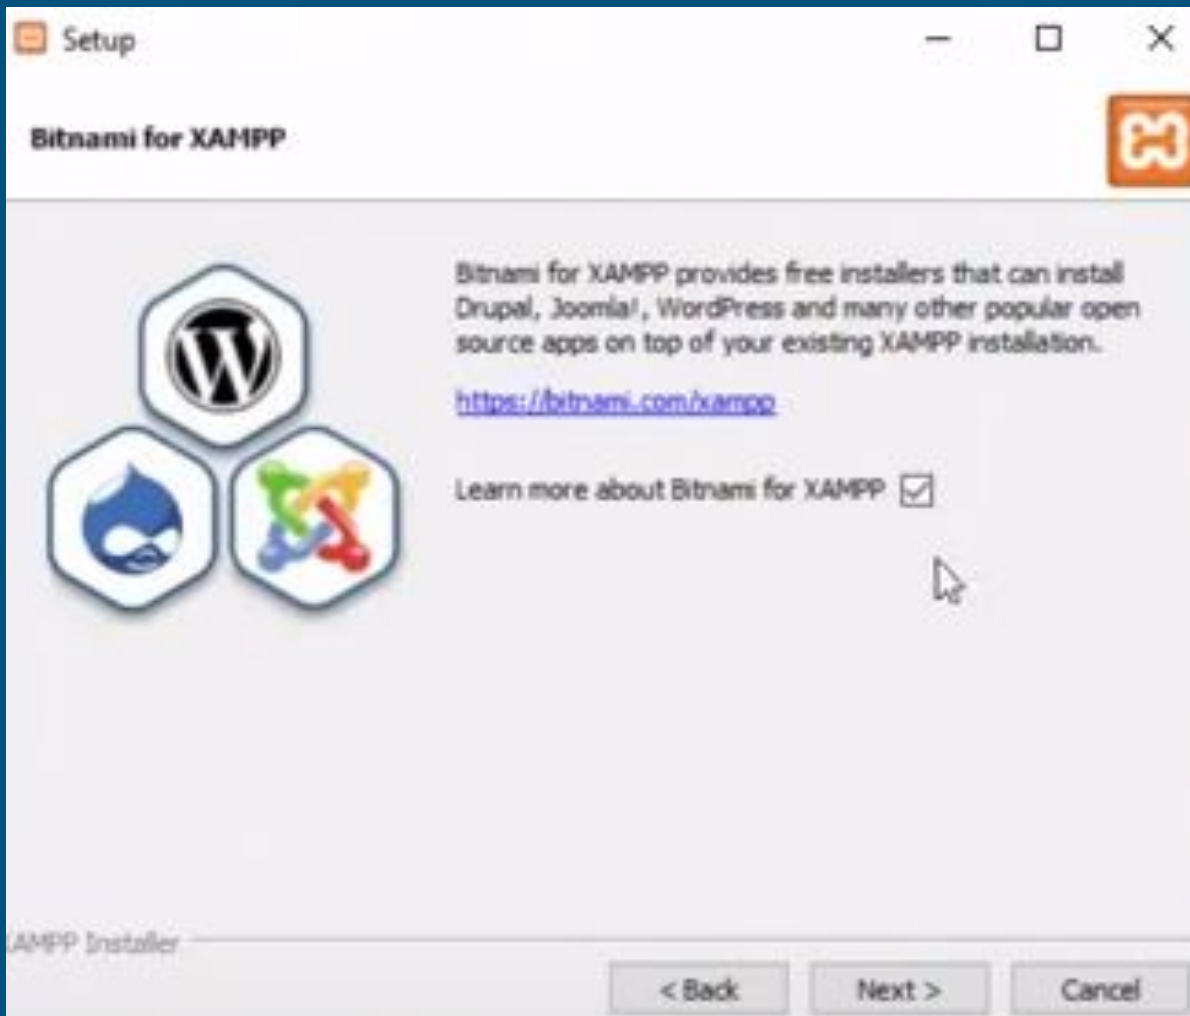 Setup
Bitnami for XAMPP
Bitnami for XAMPP provides free installers that can install
Drupal, Joomla!, WordPress and many other popular open
source apps on top of your existing XAMPP installation.
https://bitnami.com/xampp
Learn more about Bitnami for XAMPP
XAMPP Installer
< Back Next > Cancel